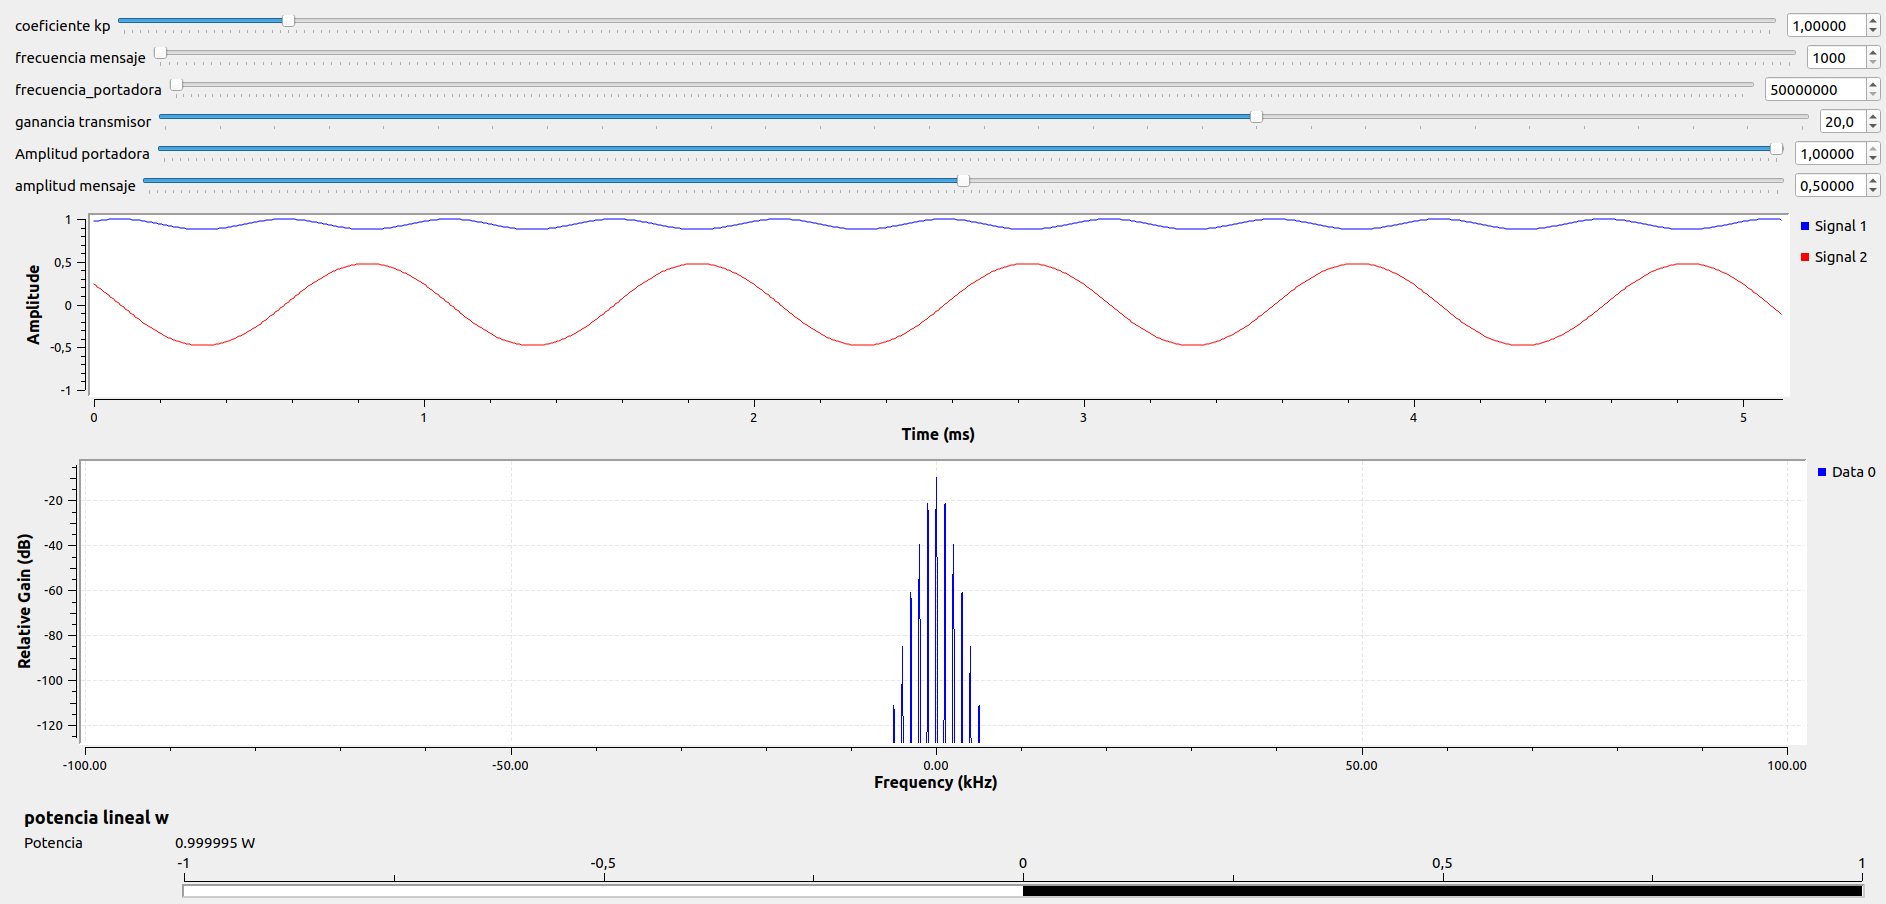 coeficiente kp 1,00000
frecuencia mensaje 1000
frecuencia_portadora 50000000
ganancia transmisor 20,0
Amplitud portadora 1,00000
amplitud mensaje 0,50000
1
0,5
0
-0,5
-1
Amplitude
0 1 2 3 4 5
Time (ms)
Signal 1
Signal 2
-20
-40
-60
-80
-100
-120
Relative Gain (dB)
-100.00 -50.00 0.00 50.00 100.00
Frequency (kHz)
Data 0
potencia lineal w
Potencia 0.999995 W
-1 -0,5 0 0,5 1